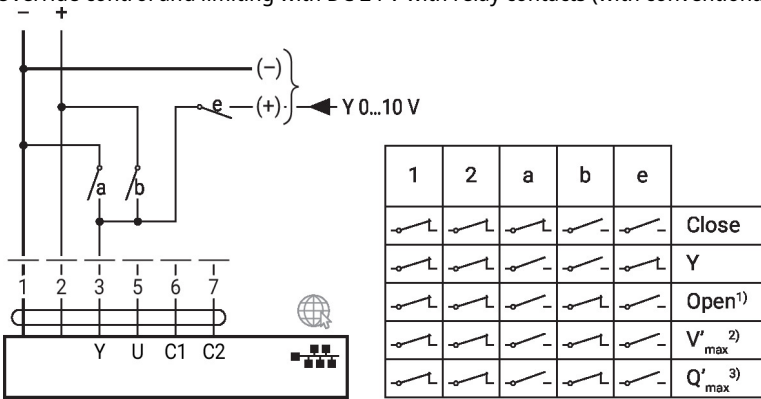 override control and limiting with DC 24 V with relay contacts (with conventiona
− +
(−)
e (+) Y 0...10 V
a b
1 2 3 5 6 7
Y U C1 C2
1 2 a b e
Close
Y
Open¹⁾
V'max²⁾
Q'max³⁾